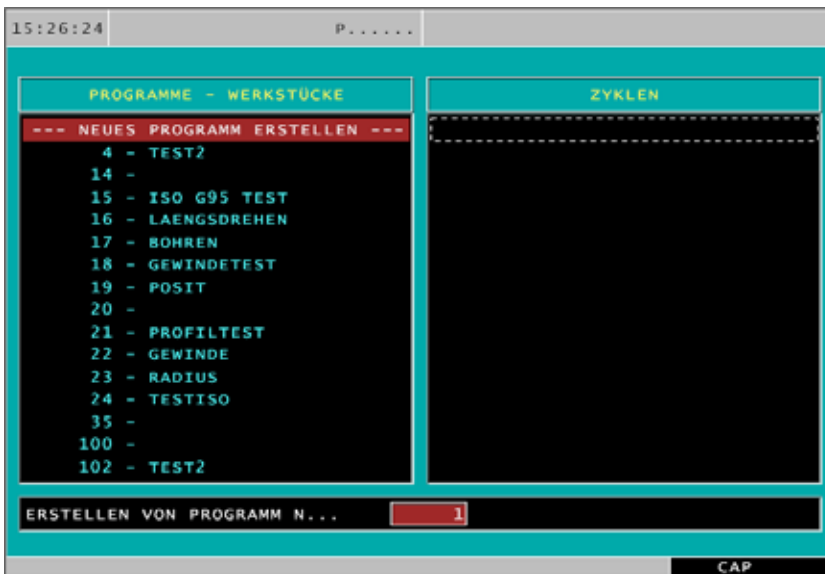 15:26:24 P......
PROGRAMME - WERKSTÜCKE
ZYKLEN
--- NEUES PROGRAMM ERSTELLEN ---
4 - TEST2
14 -
15 - ISO G95 TEST
16 - LAENGSDREHEN
17 - BOHREN
18 - GEWINDETEST
19 - POSIT
20 -
21 - PROFILTEST
22 - GEWINDE
23 - RADIUS
24 - TESTISO
35 -
100 -
102 - TEST2
ERSTELLEN VON PROGRAMM N... 1
CAP